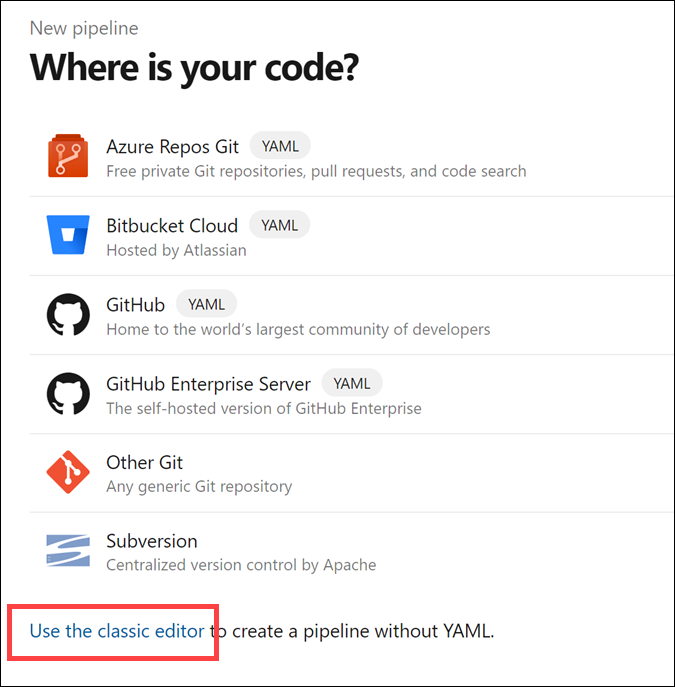 New pipeline
Where is your code?
Azure Repos Git YAML
Free private Git repositories, pull requests, and code search
Bitbucket Cloud YAML
Hosted by Atlassian
GitHub YAML
Home to the world’s largest community of developers
GitHub Enterprise Server YAML
The self-hosted version of GitHub Enterprise
Other Git
Any generic Git repository
Subversion
Centralized version control by Apache
Use the classic editor to create a pipeline without YAML.